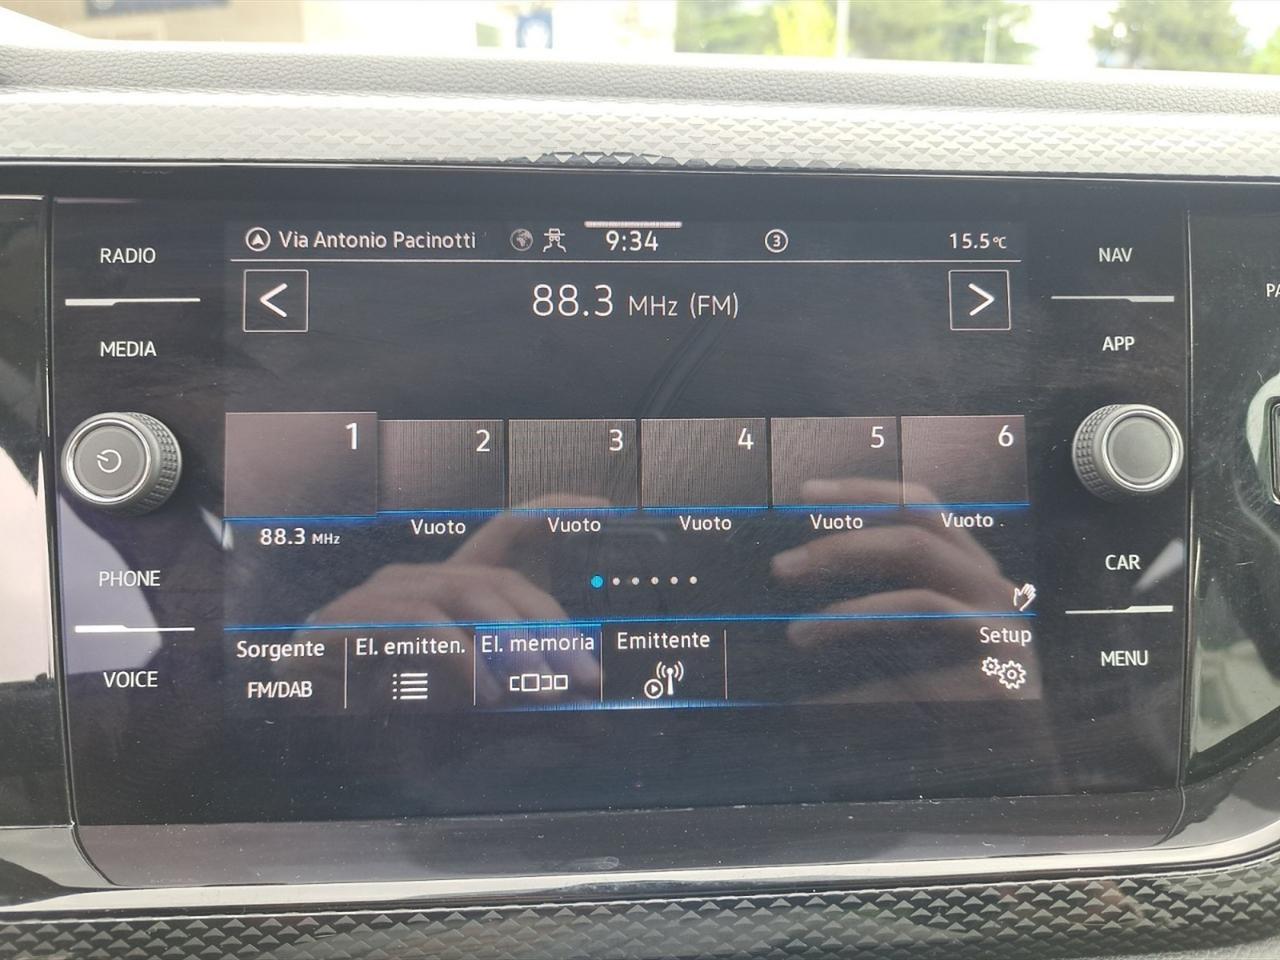 RADIO
MEDIA
PHONE
VOICE
Via Antonio Pacinotti 9:34 3 15.5°C
< 88.3 MHz (FM) >
1 2 3 4 5 6
88.3 MHz Vuoto Vuoto Vuoto Vuoto Vuoto
Sorgente El. emitten. El. memoria Emittente Setup
FM/DAB
NAV
APP
CAR
MENU
PA